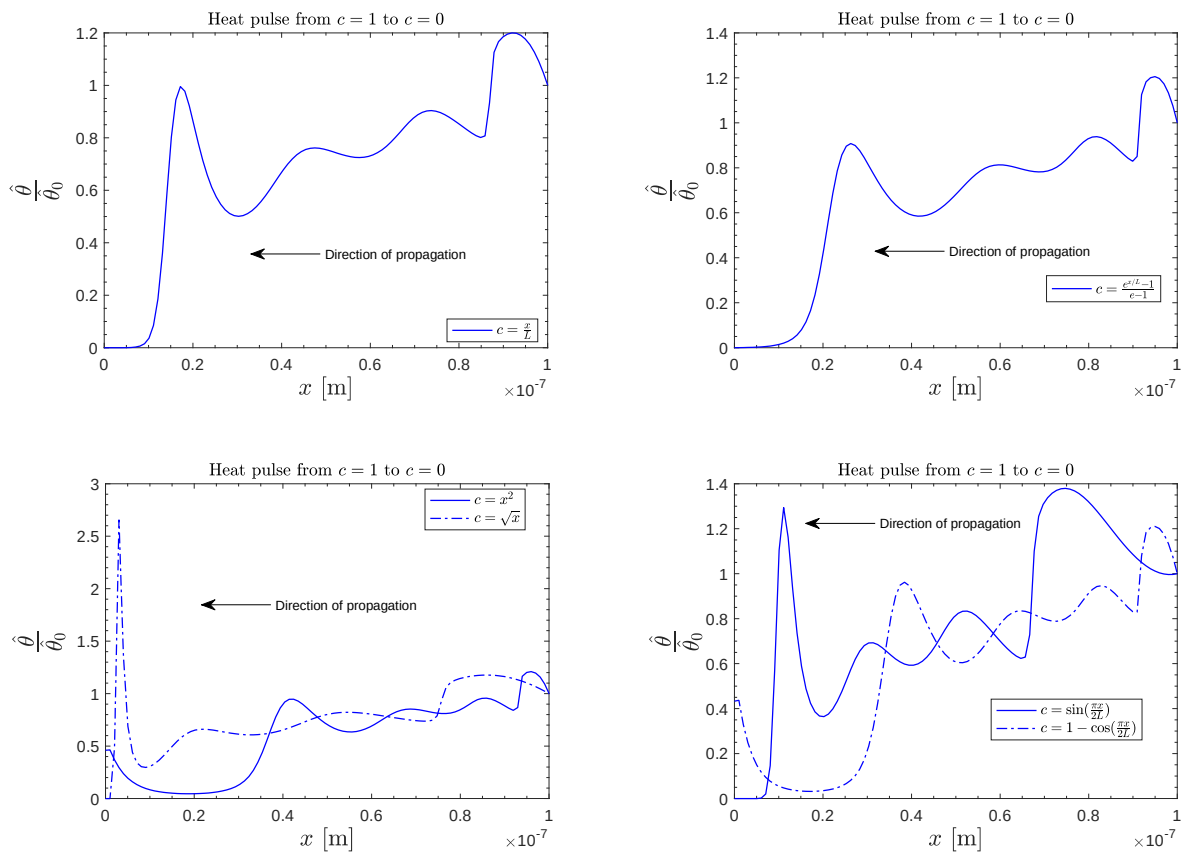 Heat pulse from c = 1 to c = 0
1.2
1
0.8
0.6
0.4
0.2
0
θ̂/θ̂₀
Direction of propagation
c = x/L
0 0.2 0.4 0.6 0.8 1
x [m]
×10⁻⁷
Heat pulse from c = 1 to c = 0
1.4
1.2
1
0.8
0.6
0.4
0.2
0
θ̂/θ̂₀
Direction of propagation
c = (e^{x/L}−1)/(e−1)
0 0.2 0.4 0.6 0.8 1
x [m]
×10⁻⁷
Heat pulse from c = 1 to c = 0
3
2.5
2
1.5
1
0.5
0
θ̂/θ̂₀
c = x²
c = √x
Direction of propagation
0 0.2 0.4 0.6 0.8 1
x [m]
×10⁻⁷
Heat pulse from c = 1 to c = 0
1.4
1.2
1
0.8
0.6
0.4
0.2
0
θ̂/θ̂₀
Direction of propagation
c = sin(πx/2L)
c = 1 − cos(πx/2L)
0 0.2 0.4 0.6 0.8 1
x [m]
×10⁻⁷